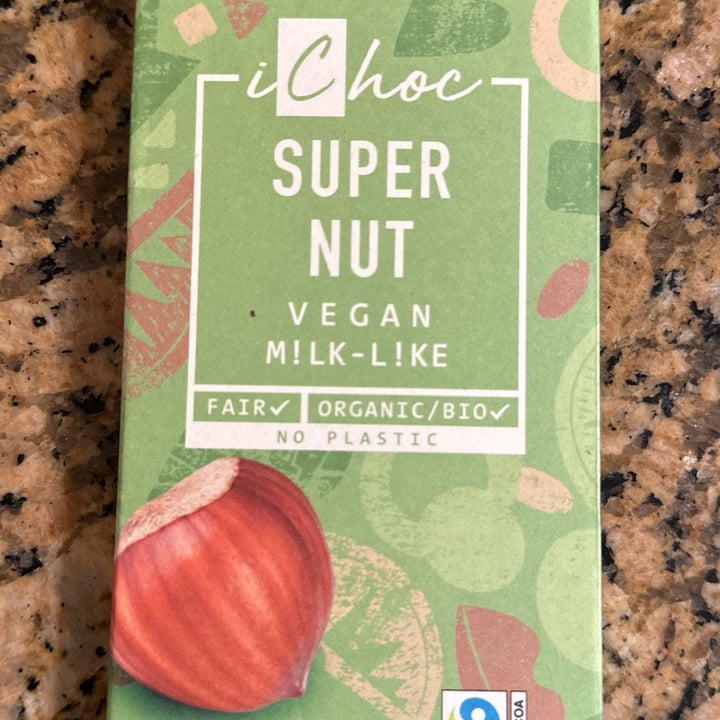 iChoc
SUPER
NUT
VEGAN
M!LK-L!KE
FAIR✓ ORGANIC/BIO✓
NO PLASTIC